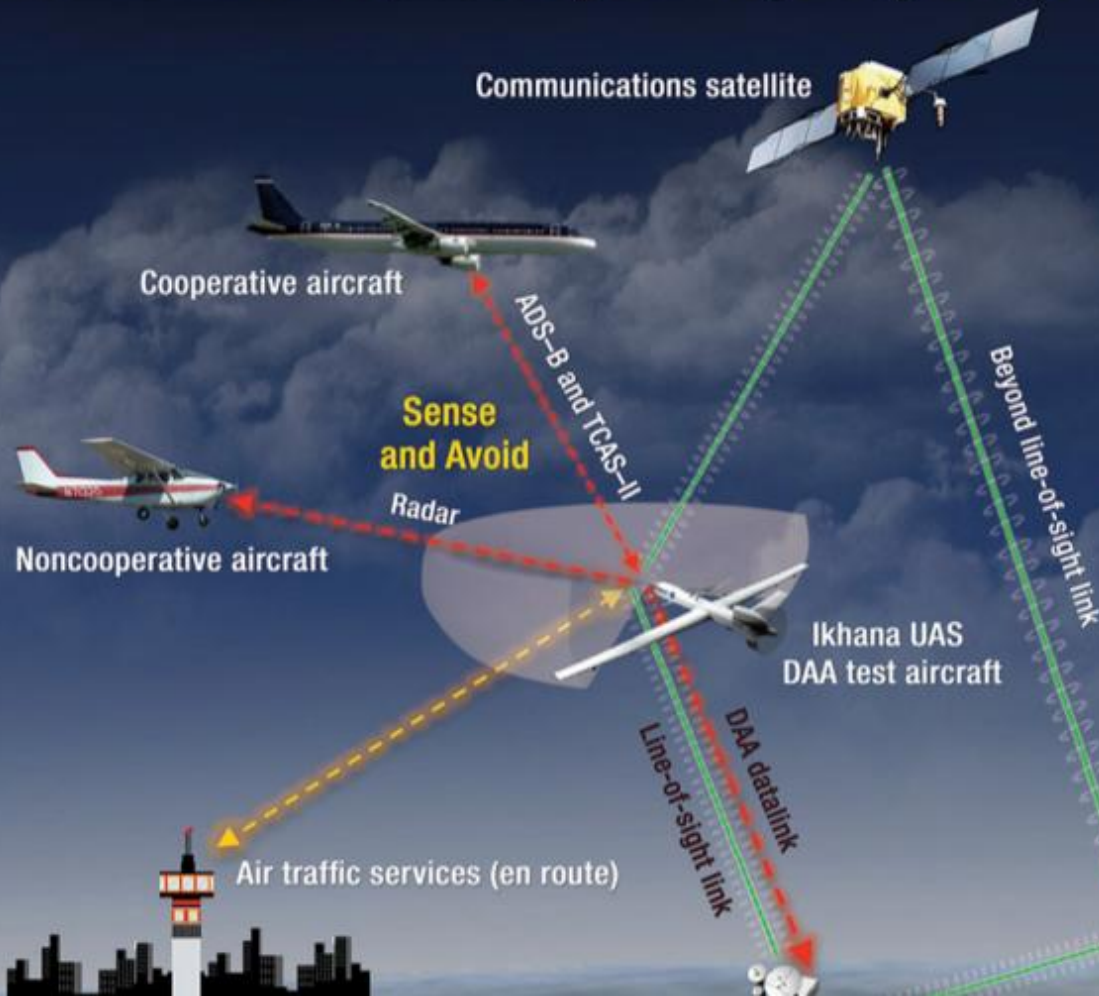 Communications satellite
Cooperative aircraft
ADS–B and TCAS–II
Beyond line-of-sight link
Sense
and Avoid
Radar
Noncooperative aircraft
Ikhana UAS
DAA test aircraft
DAA datalink
Line-of-sight link
Air traffic services (en route)